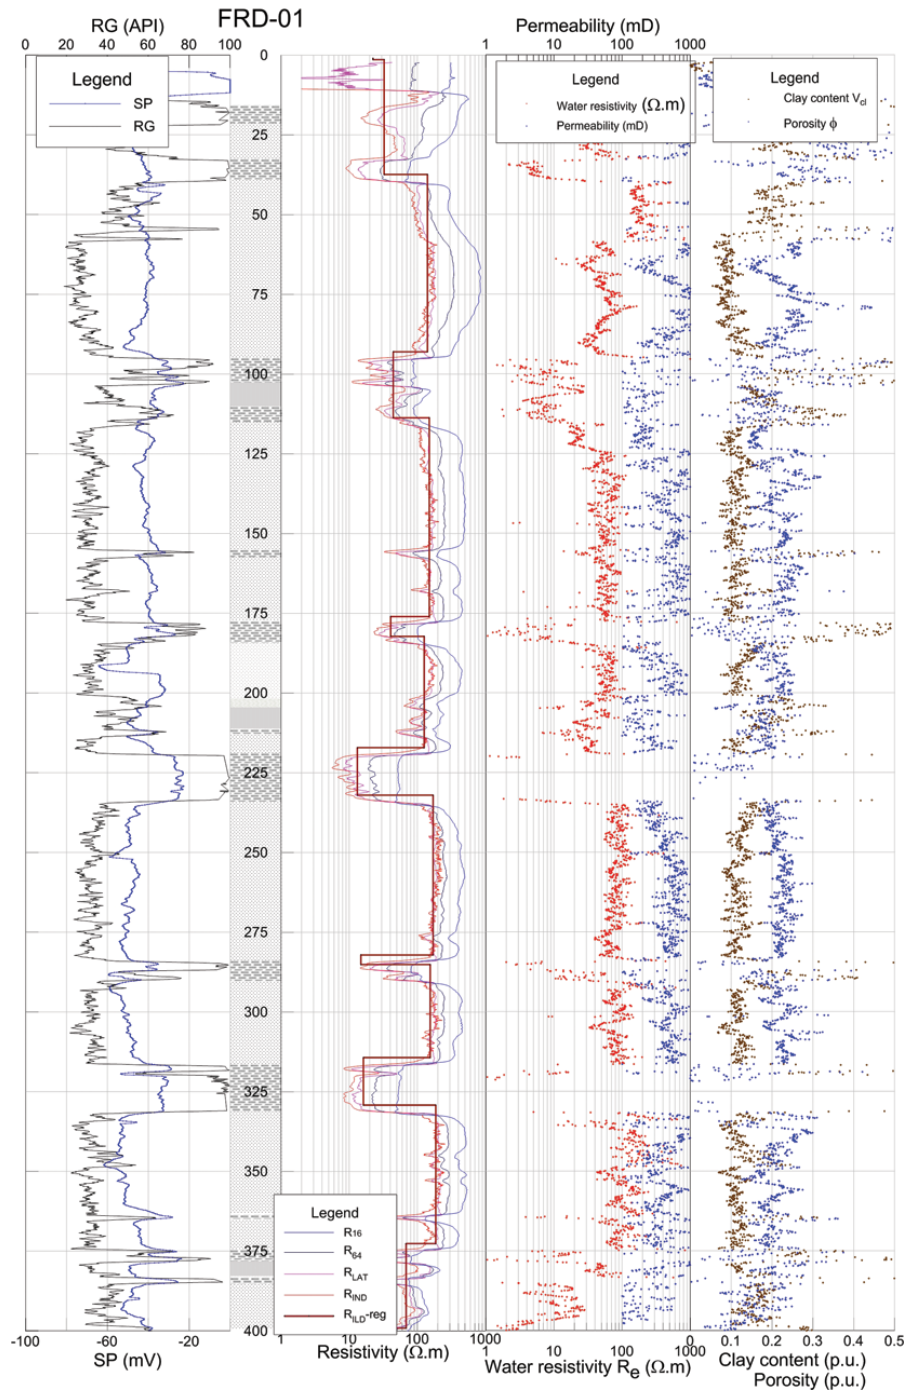 FRD-01
RG (API)
0 20 40 60 80 100
Permeability (mD)
1 10 100 1000
Legend
SP
RG
Legend
Water resistivity (Ω.m)
Permeability (mD)
Legend
Clay content Vcl
Porosity ϕ
0
25
50
75
100
125
150
175
200
225
250
275
300
325
350
375
400
Legend
R16
R64
RLAT
RIND
RILD-reg
-100 0
SP (mV)
1 10 100 1000
Resistivity (Ω.m)
1 10 100 1000
Water resistivity Re (Ω.m)
0 0.1 0.2 0.3 0.4 0.5
Clay content (p.u.)
Porosity (p.u.)